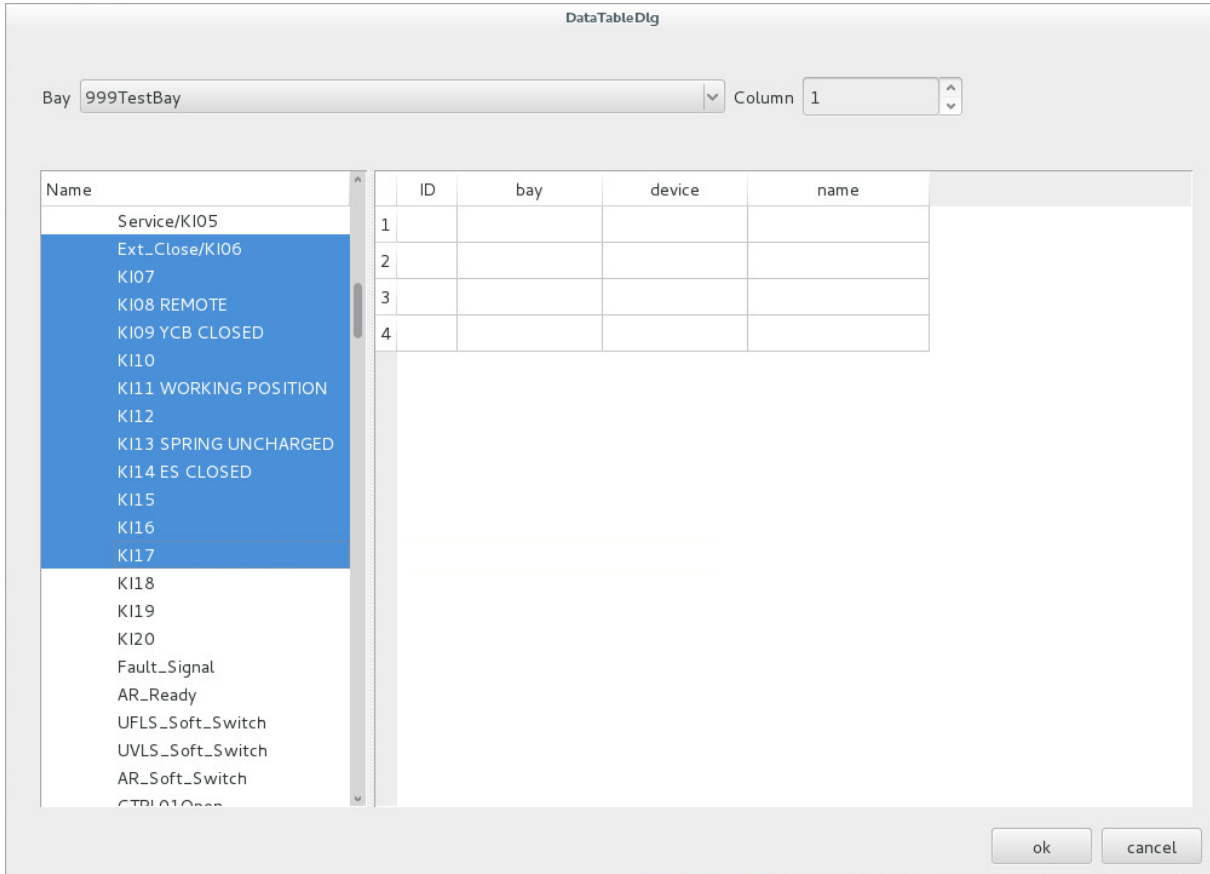 DataTableDlg
Bay 999TestBay Column 1
Name
Service/KI05
Ext_Close/KI06
KI07
KI08 REMOTE
KI09 YCB CLOSED
KI10
KI11 WORKING POSITION
KI12
KI13 SPRING UNCHARGED
KI14 ES CLOSED
KI15
KI16
KI17
KI18
KI19
KI20
Fault_Signal
AR_Ready
UFLS_Soft_Switch
UVLS_Soft_Switch
AR_Soft_Switch
ID bay device name
1
2
3
4
ok cancel